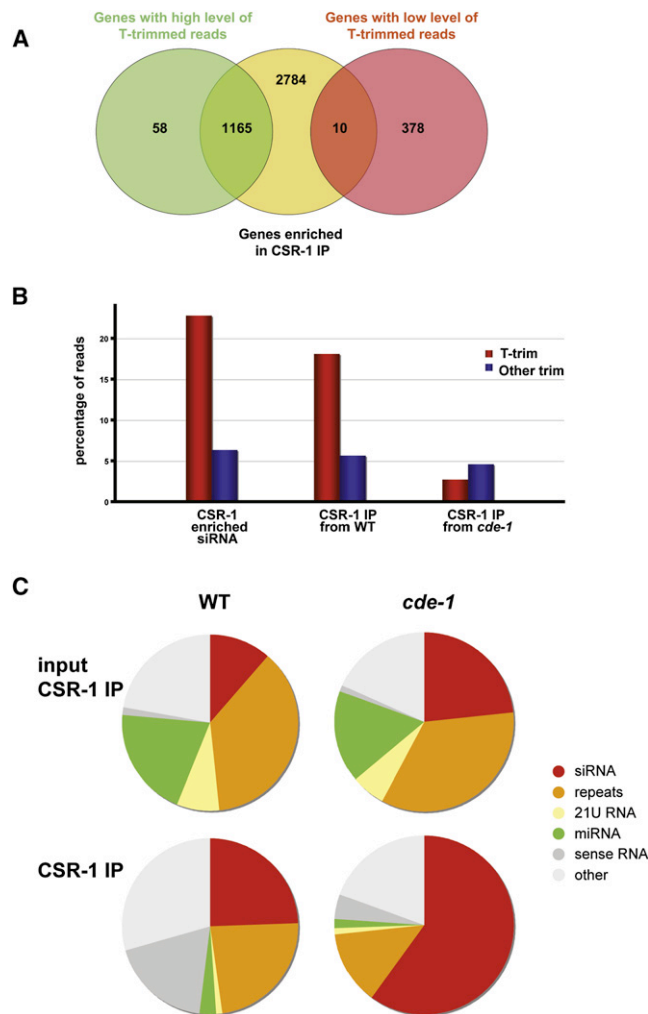 Genes with high level of
T-trimmed reads
Genes with low level of
T-trimmed reads
A
2784
58
1165
10
378
Genes enriched
in CSR-1 IP
B
percentage of reads
20
15
10
5
0
T-trim
Other trim
CSR-1
enriched
siRNA
CSR-1 IP
from WT
CSR-1 IP
from cde-1
C
WT
cde-1
input
CSR-1 IP
CSR-1 IP
siRNA
repeats
21U RNA
miRNA
sense RNA
other